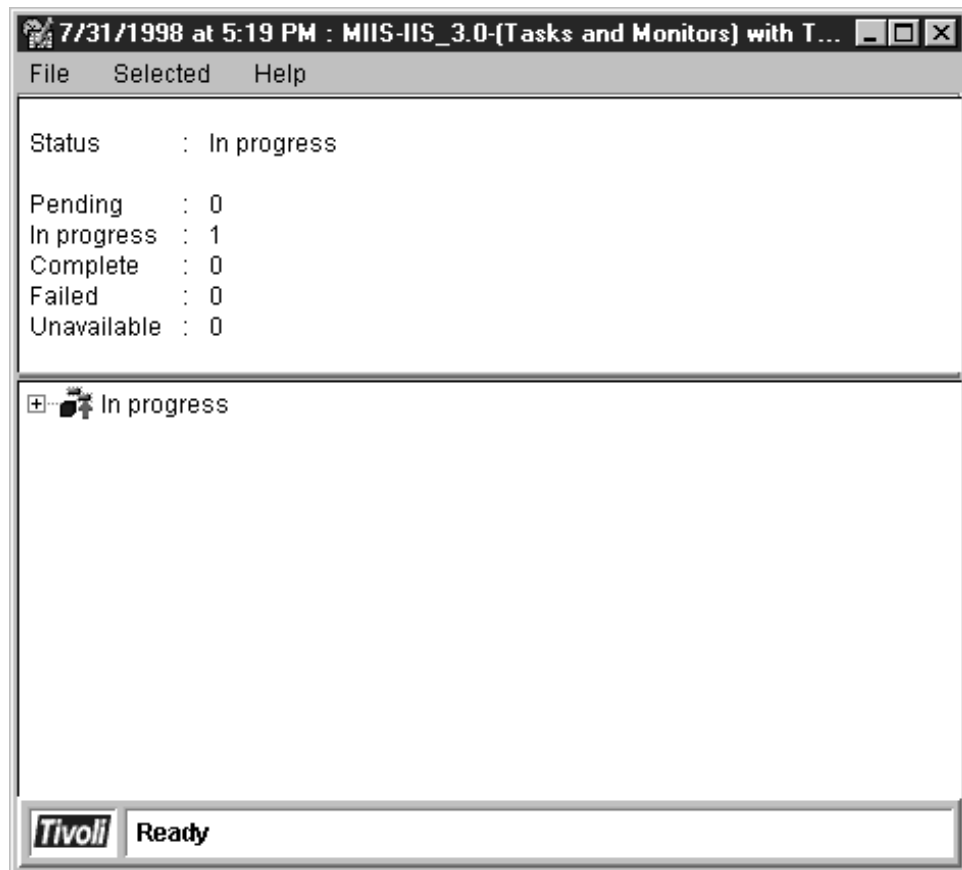 7/31/1998 at 5:19 PM : MIIS-IIS_3.0-(Tasks and Monitors) with T...
File Selected Help
Status : In progress
Pending : 0
In progress : 1
Complete : 0
Failed : 0
Unavailable : 0
In progress
Tivoli Ready